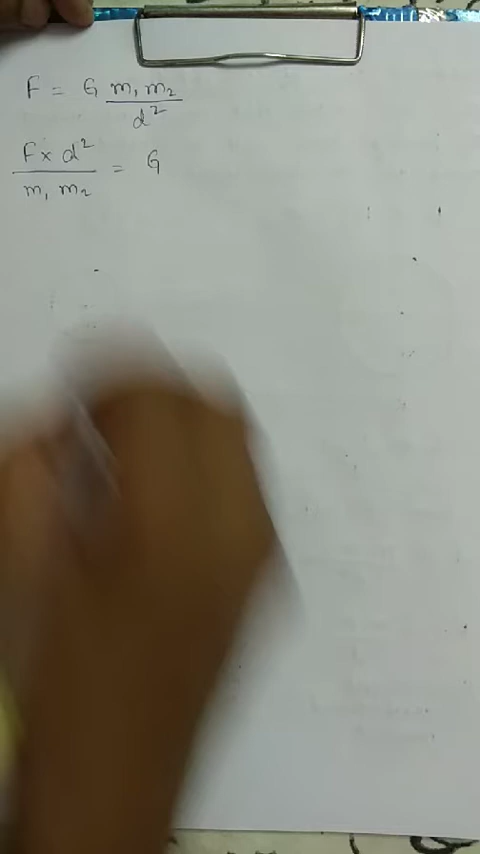 F = G m₁ m₂ / d²
F × d² / m₁ m₂ = G